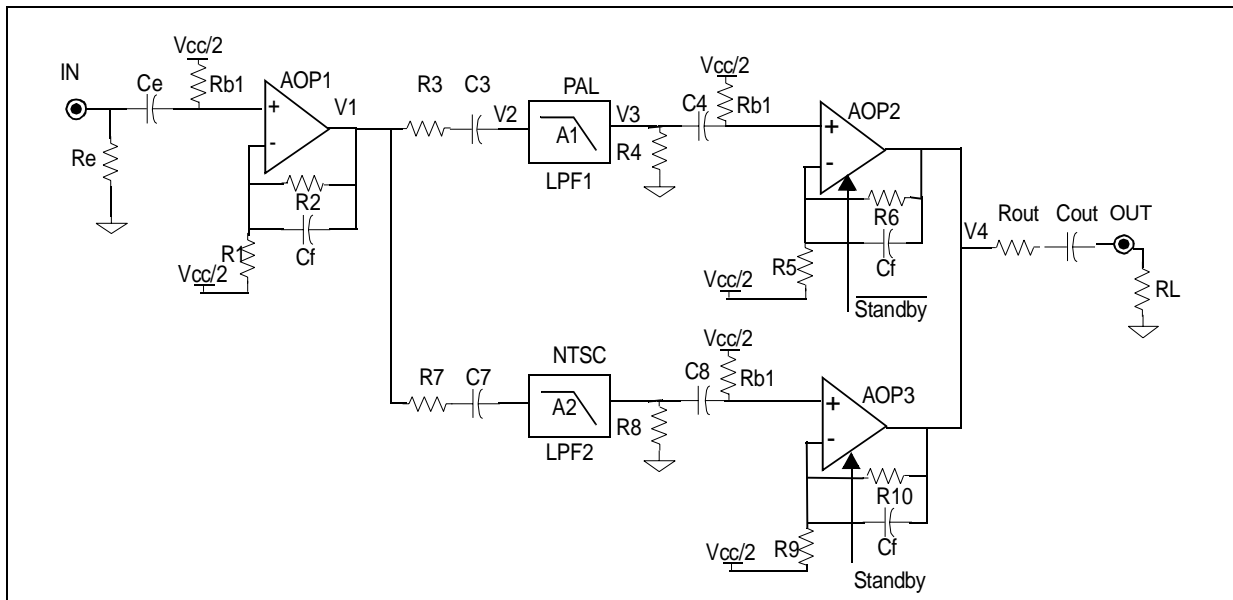 Vcc/2
IN
Ce
Rb1
AOP1
V1
R3
C3
V2
PAL
A1
LPF1
V3
R4
C4
Vcc/2
Rb1
AOP2
+
-
Re
R2
Cf
R1
Vcc/2
+
-
R6
Cf
R5
Vcc/2
Standby
V4
Rout
Cout
OUT
RL
R7
C7
NTSC
A2
LPF2
R8
C8
Vcc/2
Rb1
AOP3
+
-
R10
Cf
R9
Vcc/2
Standby